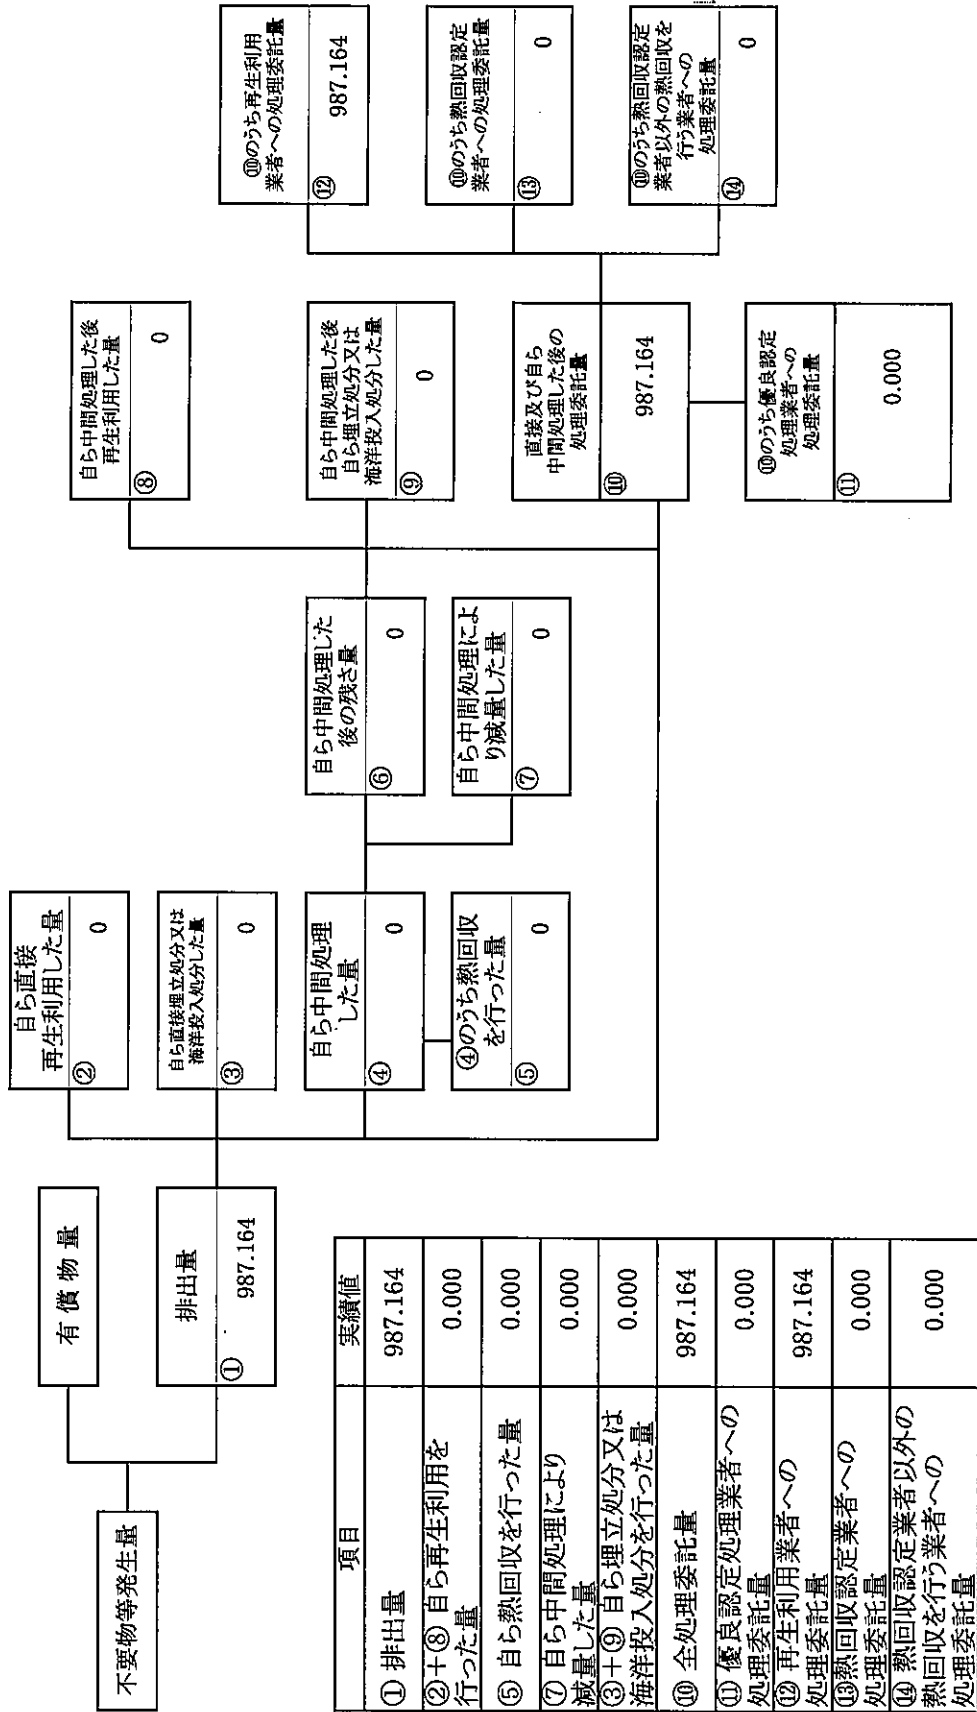 不要物等発生量
有償物量
排出量
①
987.164
自ら直接
再生利用した量
②
0
自ら直接埋立処分又は
海洋投入処分した量
③
0
自ら中間処理
した量
④
0
④のうち熱回収
を行った量
⑤
0
自ら中間処理した
後の残さ量
⑥
0
自ら中間処理によ
り減量した量
⑦
0
自ら中間処理した後
再生利用した量
⑧
0
自ら中間処理した後
自ら埋立処分又は
海洋投入処分した量
⑨
0
直接及び自ら
中間処理した後の
処理委託量
⑩
987.164
⑩のうち優良認定
処理業者への
処理委託量
⑪
0.000
⑩のうち再生利用
業者への処理委託量
⑫
987.164
⑩のうち熱回収認定
業者への処理委託量
⑬
0
⑩のうち熱回収認定
業者以外の熱回収を
行う業者への
処理委託量
⑭
0
項目 実績値
①排出量 987.164
②+⑧ 自ら再生利用を
行った量 0.000
⑤ 自ら熱回収を行った量 0.000
⑦ 自ら中間処理により
減量した量 0.000
③+⑨ 自ら埋立処分又は
海洋投入処分を行った量 0.000
⑩ 全処理委託量 987.164
⑪ 優良認定処理業者への
処理委託量 0.000
⑫ 再生利用業者への
処理委託量 987.164
⑬熱回収認定業者への
処理委託量 0.000
⑭ 熱回収認定業者以外の
熱回収を行う業者への
処理委託量 0.000